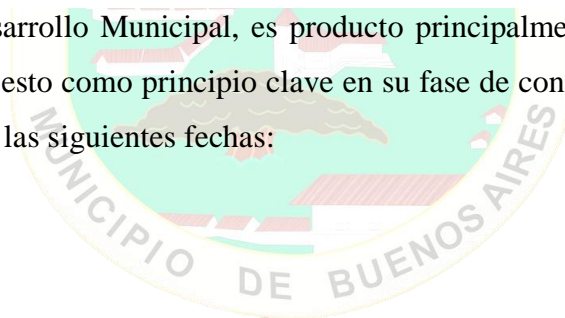 sarrollo Municipal, es producto principalme
esto como principio clave en su fase de con
las siguientes fechas:
MUNICIPIO DE BUENOS AIRES